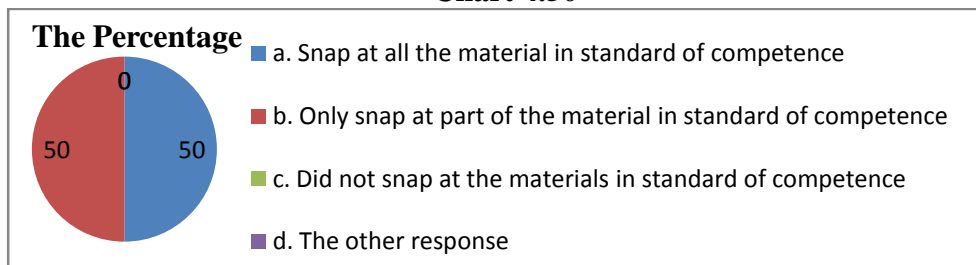 The Percentage
0
50
50
a. Snap at all the material in standard of competence
b. Only snap at part of the material in standard of competence
c. Did not snap at the materials in standard of competence
d. The other response